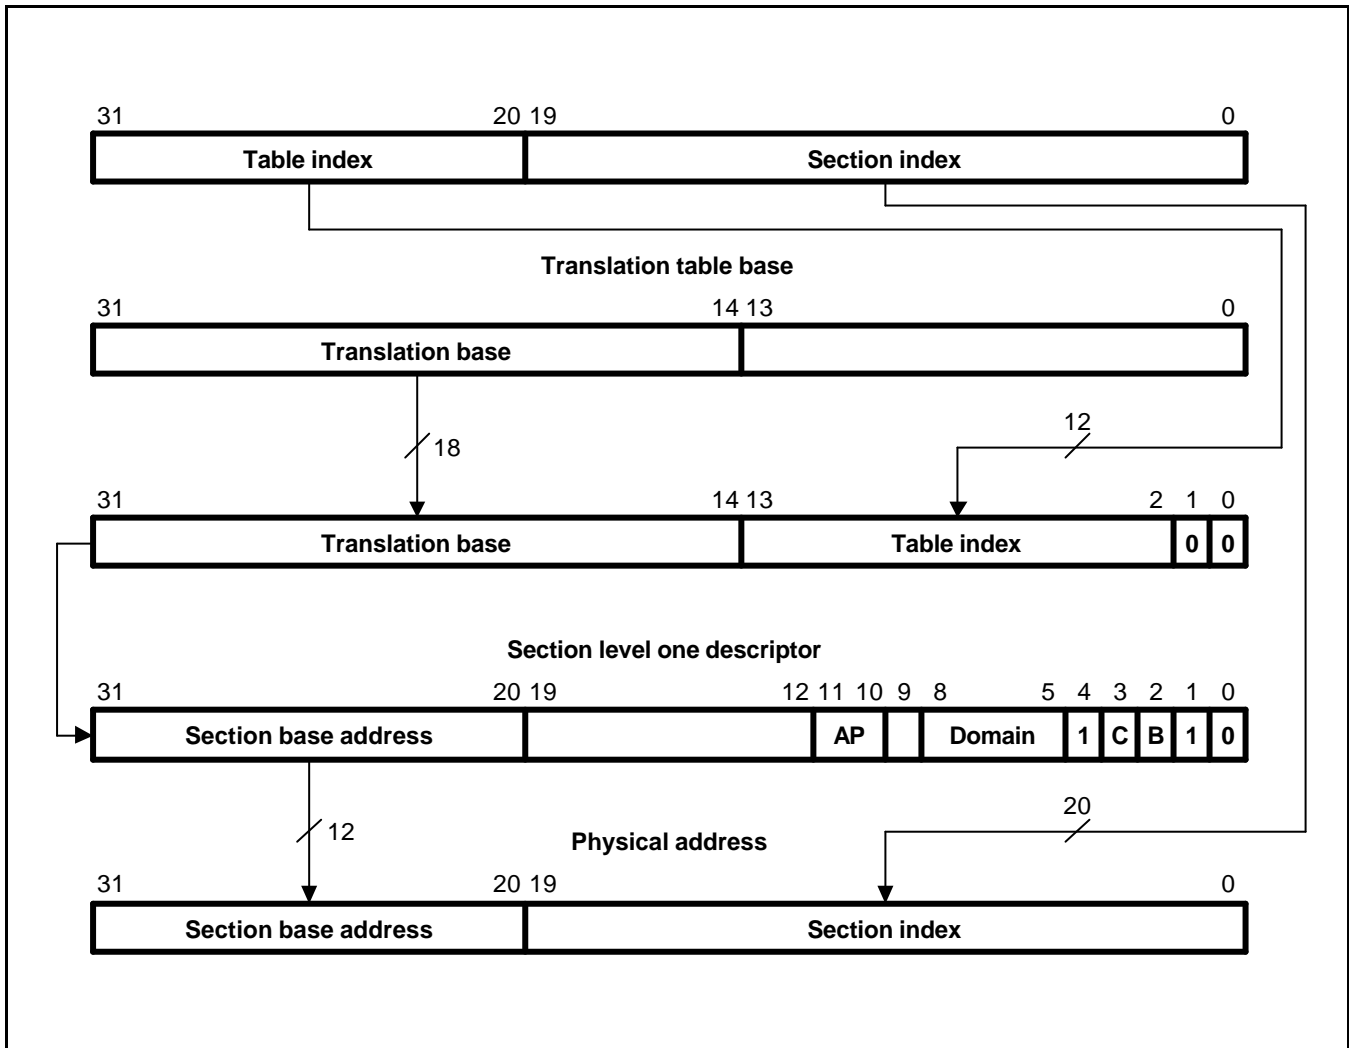 31 20 19 0
Table index Section index
Translation table base
31 14 13 0
Translation base
18 12
31 14 13 2 1 0
Translation base Table index 0 0
Section level one descriptor
31 20 19 12 11 10 9 8 5 4 3 2 1 0
Section base address AP Domain 1 C B 1 0
12 20
Physical address
31 20 19 0
Section base address Section index